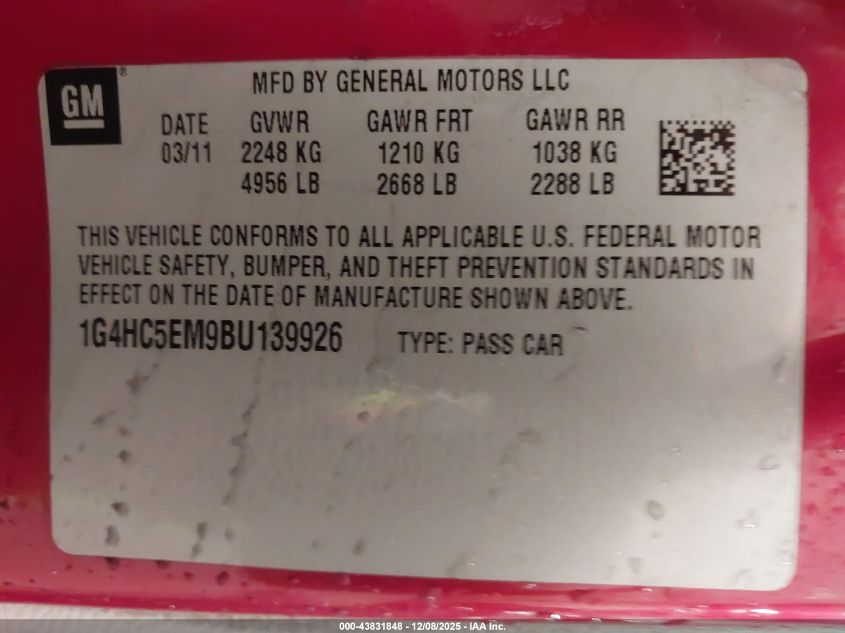 GM
MFD BY GENERAL MOTORS LLC
DATE GVWR GAWR FRT GAWR RR
03/11 2248 KG 1210 KG 1038 KG
4956 LB 2668 LB 2288 LB
THIS VEHICLE CONFORMS TO ALL APPLICABLE U.S. FEDERAL MOTOR
VEHICLE SAFETY, BUMPER, AND THEFT PREVENTION STANDARDS IN
EFFECT ON THE DATE OF MANUFACTURE SHOWN ABOVE.
1G4HC5EM9BU139926 TYPE: PASS CAR
000-43831848 - 12/08/2025 - IAA Inc.